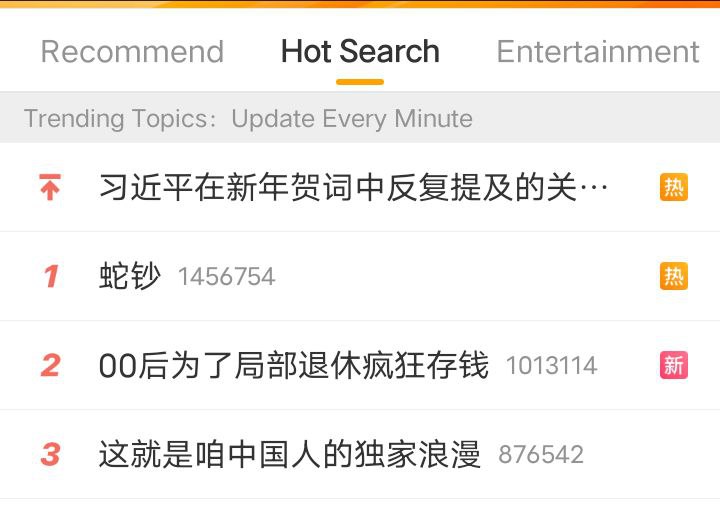 Recommend Hot Search Entertainment
Trending Topics: Update Every Minute
习近平在新年贺词中反复提及的关… 热
1 蛇钞 1456754 热
2 00后为了局部退休疯狂存钱 1013114 新
3 这就是咱中国人的独家浪漫 876542